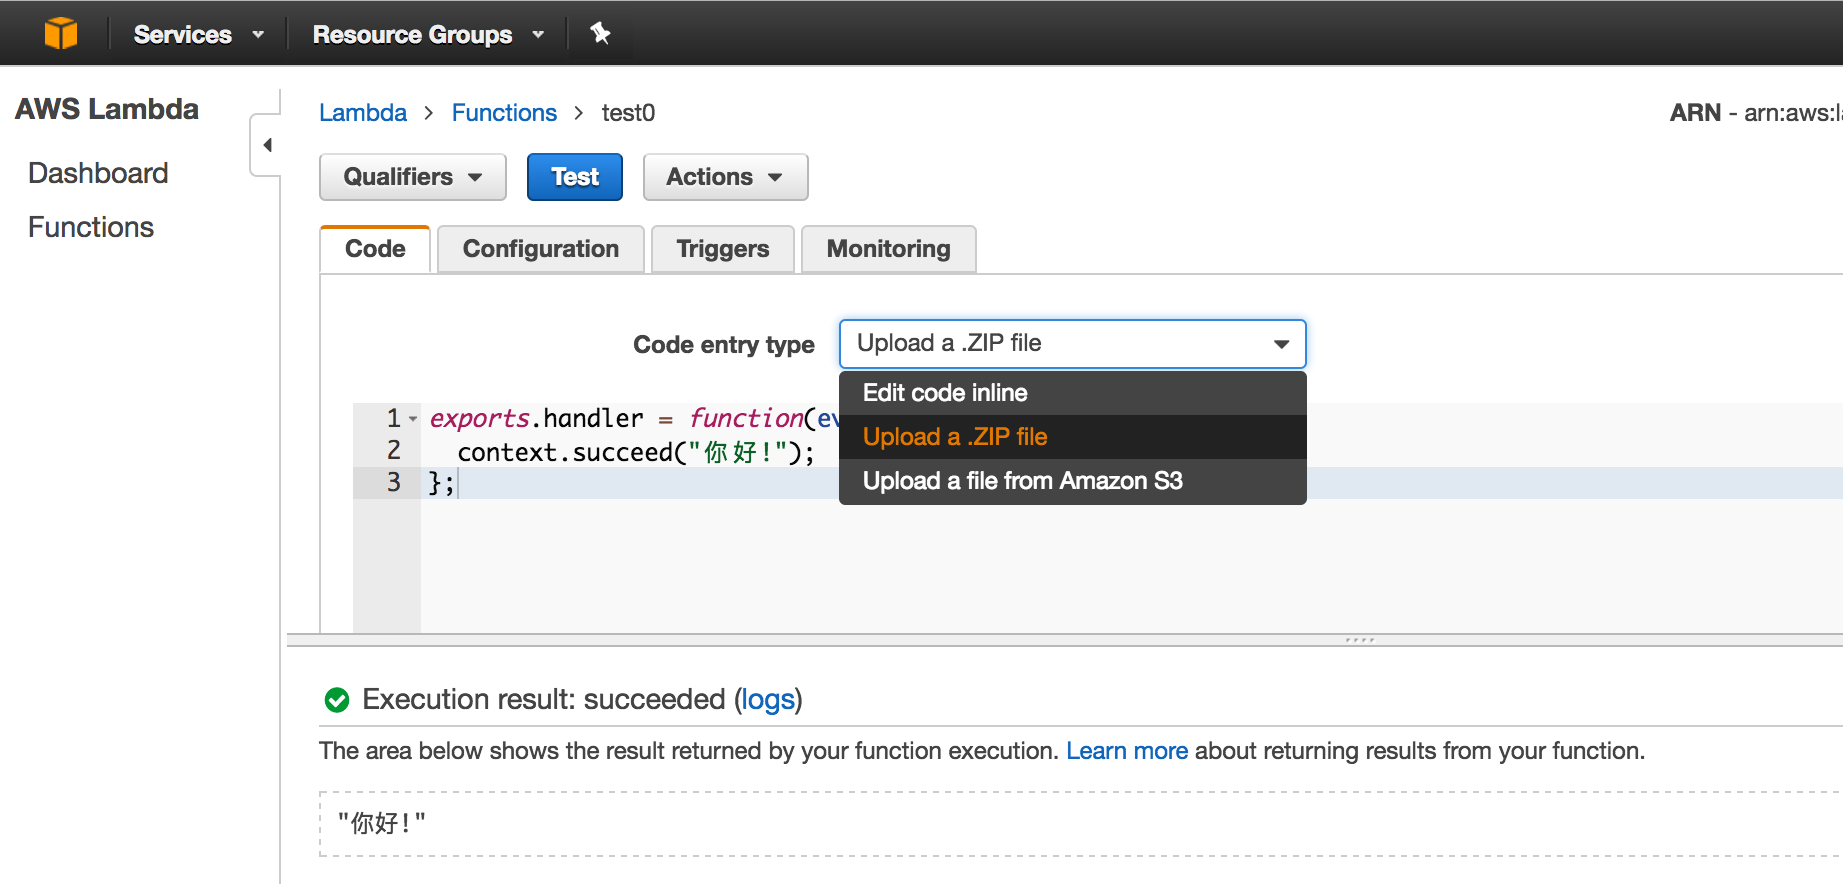 Services Resource Groups
AWS Lambda
Dashboard
Functions
Lambda > Functions > test0
ARN - arn:aws:l
Qualifiers Test Actions
Code Configuration Triggers Monitoring
Code entry type Upload a .ZIP file
Edit code inline
Upload a .ZIP file
Upload a file from Amazon S3
1 exports.handler = function(ev
2 context.succeed("你好!");
3 };
Execution result: succeeded (logs)
The area below shows the result returned by your function execution. Learn more about returning results from your function.
"你好!"